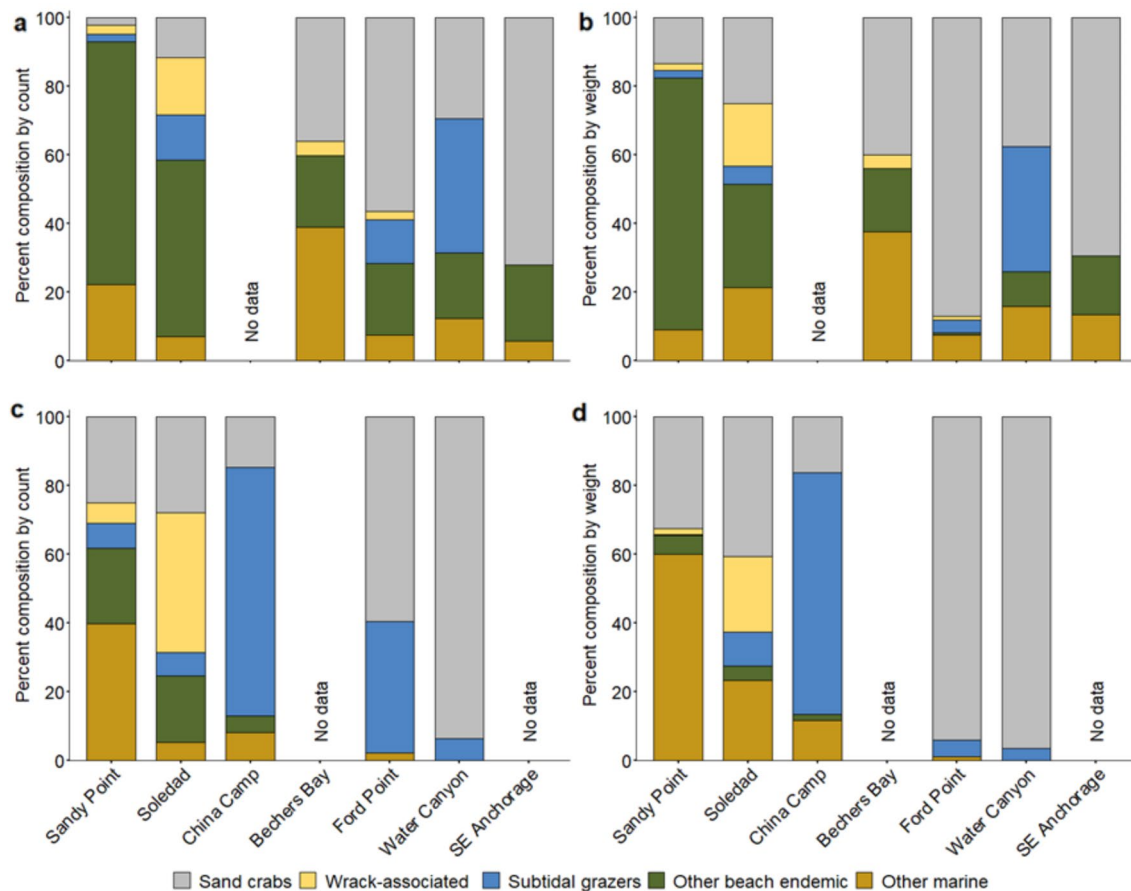 a
Percent composition by count
100
80
60
40
20
0
No data
b
Percent composition by weight
100
80
60
40
20
0
No data
c
Percent composition by count
100
80
60
40
20
0
No data
No data
Sandy Point
Soledad
China Camp
Bechers Bay
Ford Point
Water Canyon
SE Anchorage
d
Percent composition by weight
100
80
60
40
20
0
No data
No data
Sandy Point
Soledad
China Camp
Bechers Bay
Ford Point
Water Canyon
SE Anchorage
Sand crabs Wrack-associated Subtidal grazers Other beach endemic Other marine